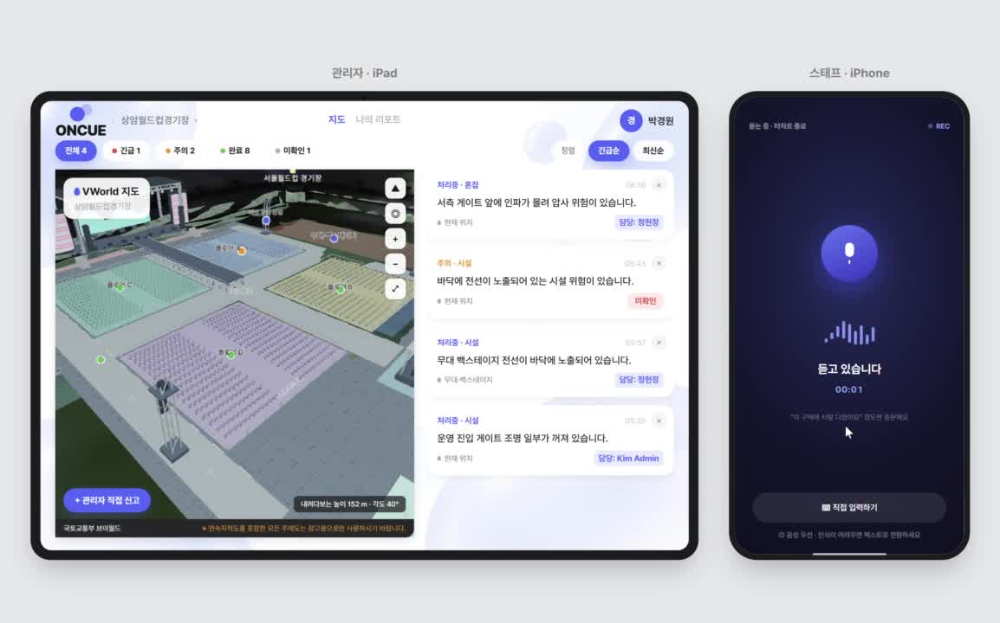 관리자 · iPad
스태프 · iPhone
ONCUE
상암월드컵경기장
지도
나의 리포트
경
박경원
전체 4
긴급 1
주의 2
완료 8
미확인 1
정렬
긴급순
최신순
VWorld 지도
상암월드컵경기장
서울월드컵 경기장
플로어 A
플로어 B
플로어 C
플로어 D
+ 관리자 직접 신고
내려다보는 높이 152 m · 각도 40°
국토교통부 브이월드
※ 연속지적도를 포함한 모든 주제도는 참고용으로만 사용하시기 바랍니다.
처리중 · 혼잡
06:16
서측 게이트 앞에 인파가 몰려 압사 위험이 있습니다.
현재 위치
담당: 정현장
주의 · 시설
06:41
바닥에 전선이 노출되어 있는 시설 위험이 있습니다.
현재 위치
미확인
처리중 · 시설
05:57
무대 백스테이지 전선이 바닥에 노출되어 있습니다.
무대·백스테이지
담당: 정현장
처리중 · 시설
05:35
운영 진입 게이트 조명 일부가 꺼져 있습니다.
현재 위치
담당: Kim Admin
듣는 중 · 터치로 종료
REC
듣고 있습니다
00:01
"이 구역에 사람 다쳤어요" 정도면 충분해요
직접 입력하기
음성 우선 · 인식이 어려우면 텍스트로 전환하세요